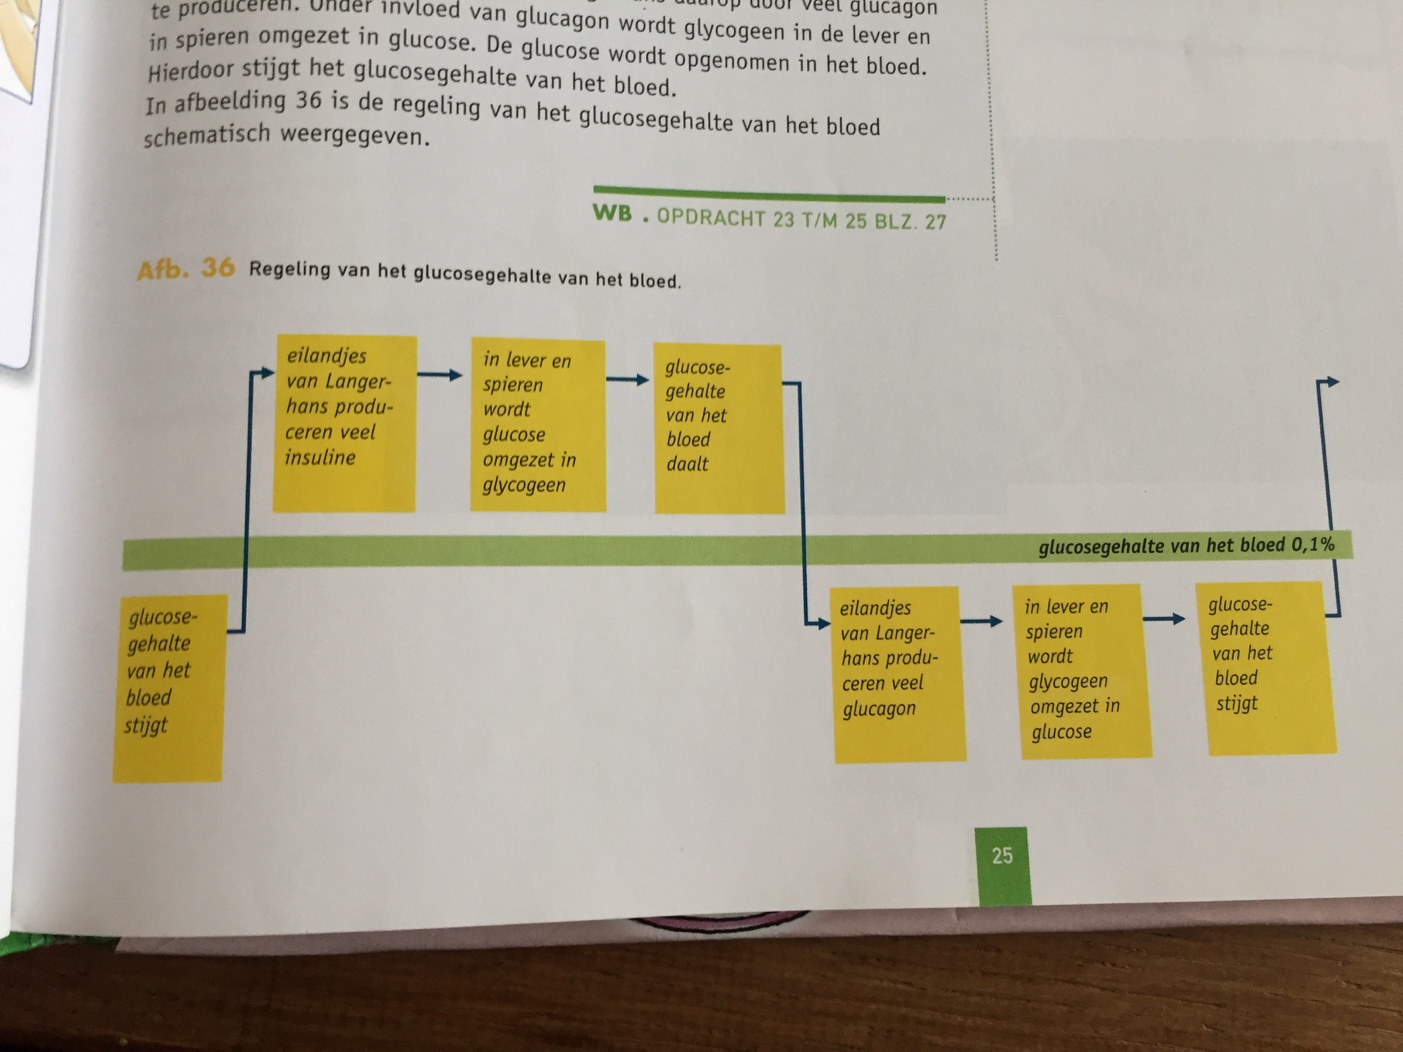 daarop door veel glucagon
te produceren. Onder invloed van glucagon wordt glycogeen in de lever en
in spieren omgezet in glucose. De glucose wordt opgenomen in het bloed.
Hierdoor stijgt het glucosegehalte van het bloed.
In afbeelding 36 is de regeling van het glucosegehalte van het bloed
schematisch weergegeven.
WB . OPDRACHT 23 T/M 25 BLZ. 27
Afb. 36 Regeling van het glucosegehalte van het bloed.
eilandjes
van Langer-
hans produ-
ceren veel
insuline
in lever en
spieren
wordt
glucose
omgezet in
glycogeen
glucose-
gehalte
van het
bloed
daalt
glucosegehalte van het bloed 0,1%
glucose-
gehalte
van het
bloed
stijgt
eilandjes
van Langer-
hans produ-
ceren veel
glucagon
in lever en
spieren
wordt
glycogeen
omgezet in
glucose
glucose-
gehalte
van het
bloed
stijgt
25